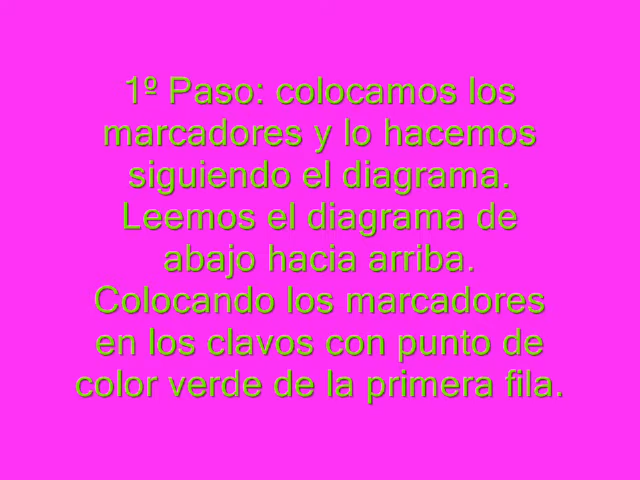 1º Paso: colocamos los
marcadores y lo hacemos
siguiendo el diagrama.
Leemos el diagrama de
abajo hacia arriba.
Colocando los marcadores
en los clavos con punto de
color verde de la primera fila.